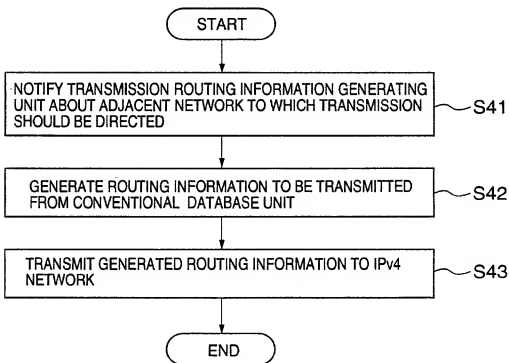 START
NOTIFY TRANSMISSION ROUTING INFORMATION GENERATING
UNIT ABOUT ADJACENT NETWORK TO WHICH TRANSMISSION
SHOULD BE DIRECTED
S41
GENERATE ROUTING INFORMATION TO BE TRANSMITTED
FROM CONVENTIONAL DATABASE UNIT
S42
TRANSMIT GENERATED ROUTING INFORMATION TO IPv4
NETWORK
S43
END